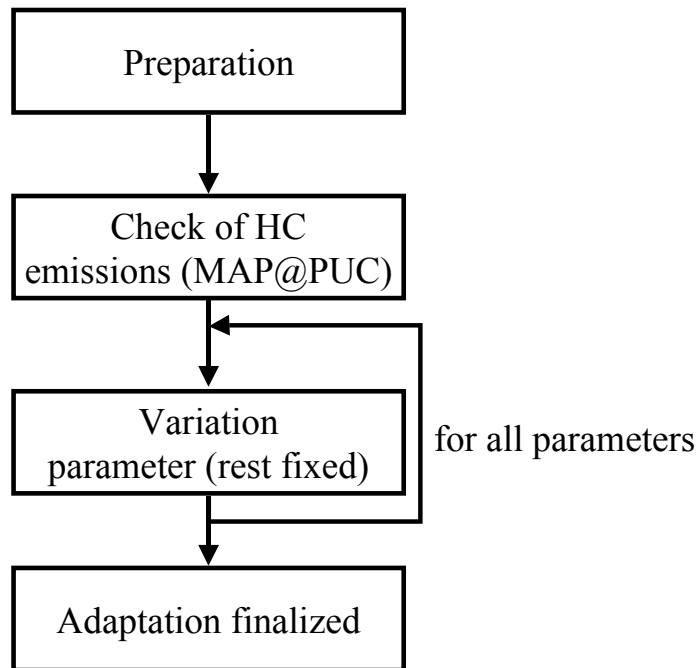 Preparation
Check of HC
emissions (MAP@PUC)
Variation
parameter (rest fixed)
for all parameters
Adaptation finalized